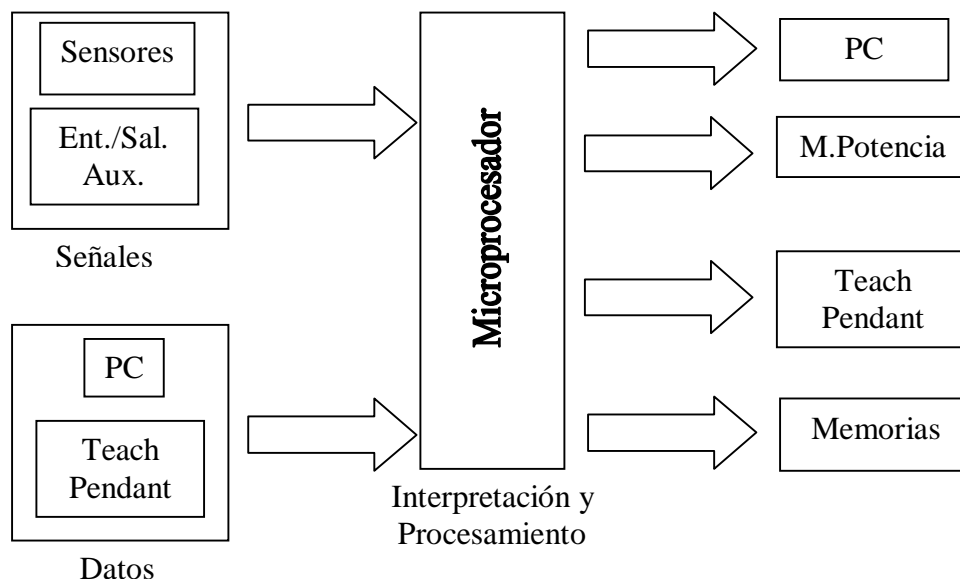 Sensores
Ent./Sal.
Aux.
Señales
PC
Teach
Pendant
Datos
Microprocesador
Interpretación y
Procesamiento
PC
M.Potencia
Teach
Pendant
Memorias